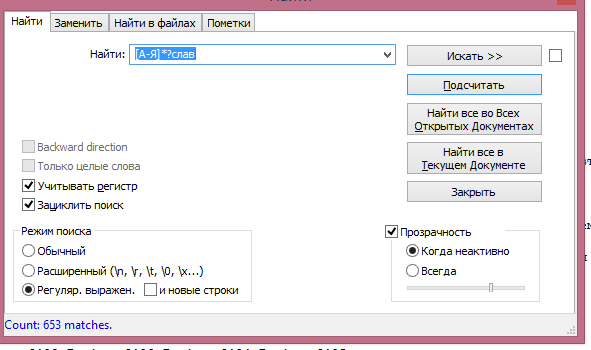 Найти
Заменить
Найти в файлах
Пометки
Найти:
[А-Я]*?слав
Искать >>
Подсчитать
Найти все во Всех
Открытых Документах
Backward direction
Найти все в
Текущем Документе
Только целые слова
Учитывать регистр
Закрыть
Зациклить поиск
Режим поиска
Прозрачность
Обычный
Когда неактивно
Расширенный (\n, \r, \t, \0, \x...)
Всегда
Регуляр. выражен.
и новые строки
Count: 653 matches.